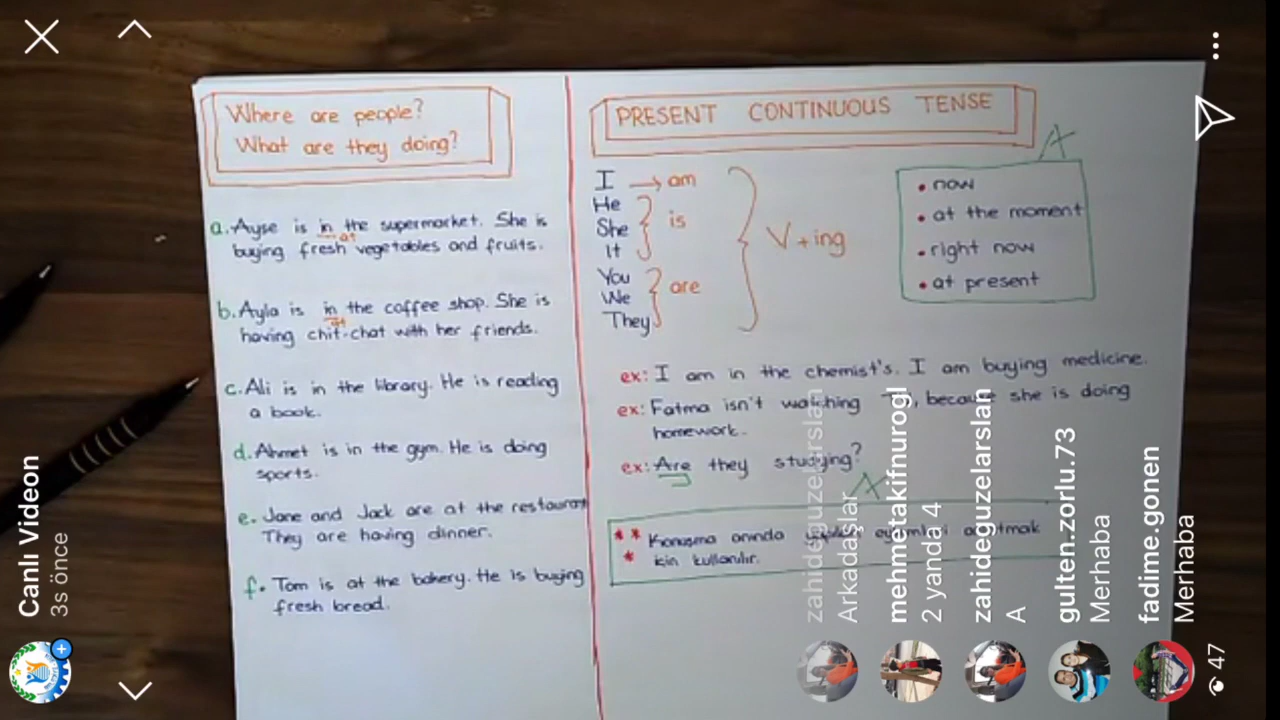 Where are people?
What are they doing?
a. Ayşe is in the supermarket. She is
at
buying fresh vegetables and fruits.
b. Ayla is in the coffee shop. She is
at
having chit-chat with her friends.
c. Ali is in the library. He is reading
a book.
d. Ahmet is in the gym. He is doing
sports.
e. Jane and Jack are at the restaurant
They are having dinner.
f. Tom is at the bakery. He is buying
fresh bread.
PRESENT CONTINUOUS TENSE
I → am
He
She is
It
You
We are
They
V+ing
• now
• at the moment
• right now
• at present
ex: I am in the chemist's. I am buying medicine.
ex: Fatma isn't watching , because she is doing
homework.
ex: Are they studying?
*** Konuşma anında
için kullanılır.
Canlı Videon
3s önce
zahideguzelarslan
Arkadaşlar
mehmetakifnurogl
2 yanda 4
zahideguzelarslan
A
gulten.zorlu.73
Merhaba
fadime.gonen
Merhaba
47